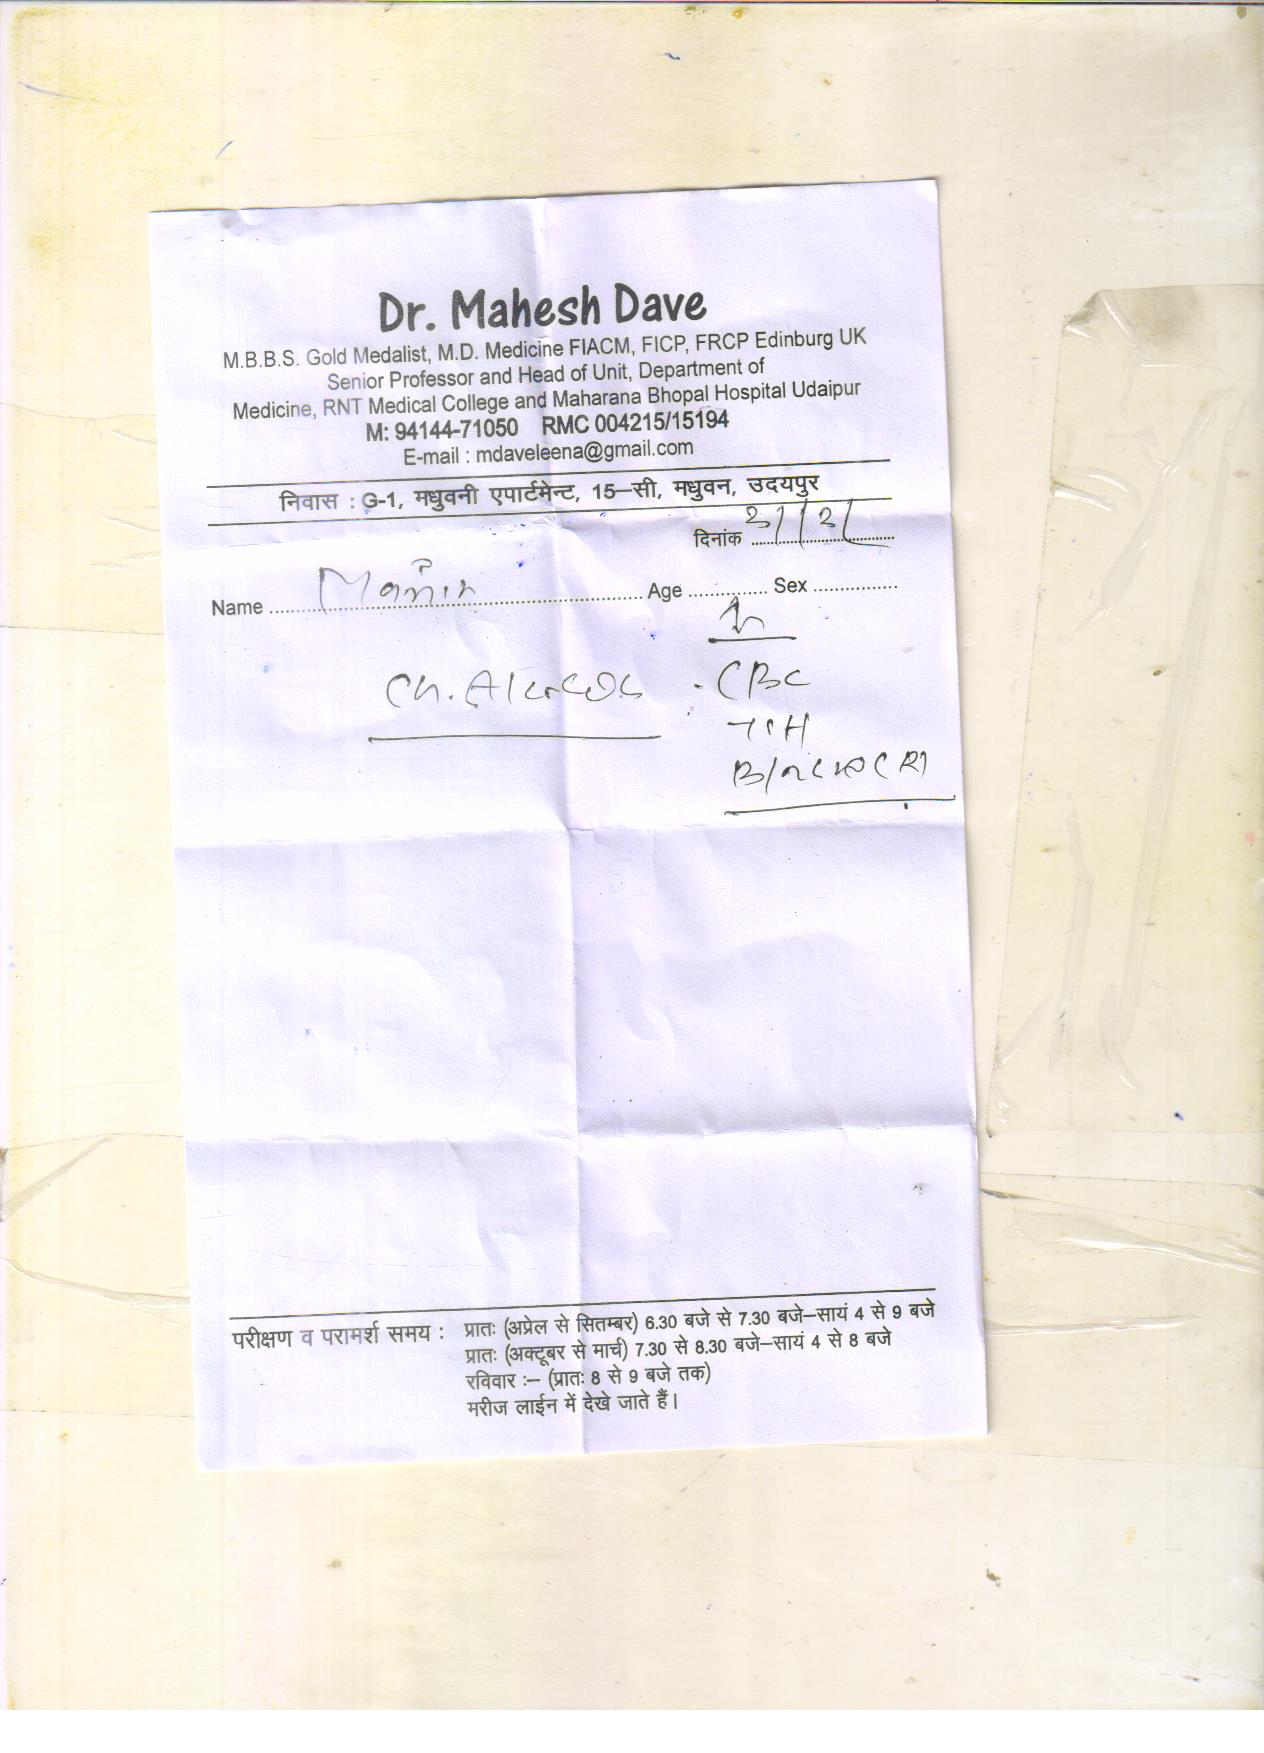 Dr. Mahesh Dave
M.B.B.S. Gold Medalist, M.D. Medicine FIACM, FICP, FRCP Edinburg UK
Senior Professor and Head of Unit, Department of
Medicine, RNT Medical College and Maharana Bhopal Hospital Udaipur
M: 94144-71050 RMC 004215/15194
E-mail : mdaveleena@gmail.com
निवास : G-1, मधुवनी एपार्टमेन्ट, 15–सी, मधुवन, उदयपुर
दिनांक
Name Age Sex
CBC
TSH
परीक्षण व परामर्श समय : प्रातः (अप्रेल से सितम्बर) 6.30 बजे से 7.30 बजे–सायं 4 से 9 बजे
प्रातः (अक्टूबर से मार्च) 7.30 से 8.30 बजे–सायं 4 से 8 बजे
रविवार :– (प्रातः 8 से 9 बजे तक)
मरीज लाईन में देखे जाते हैं।